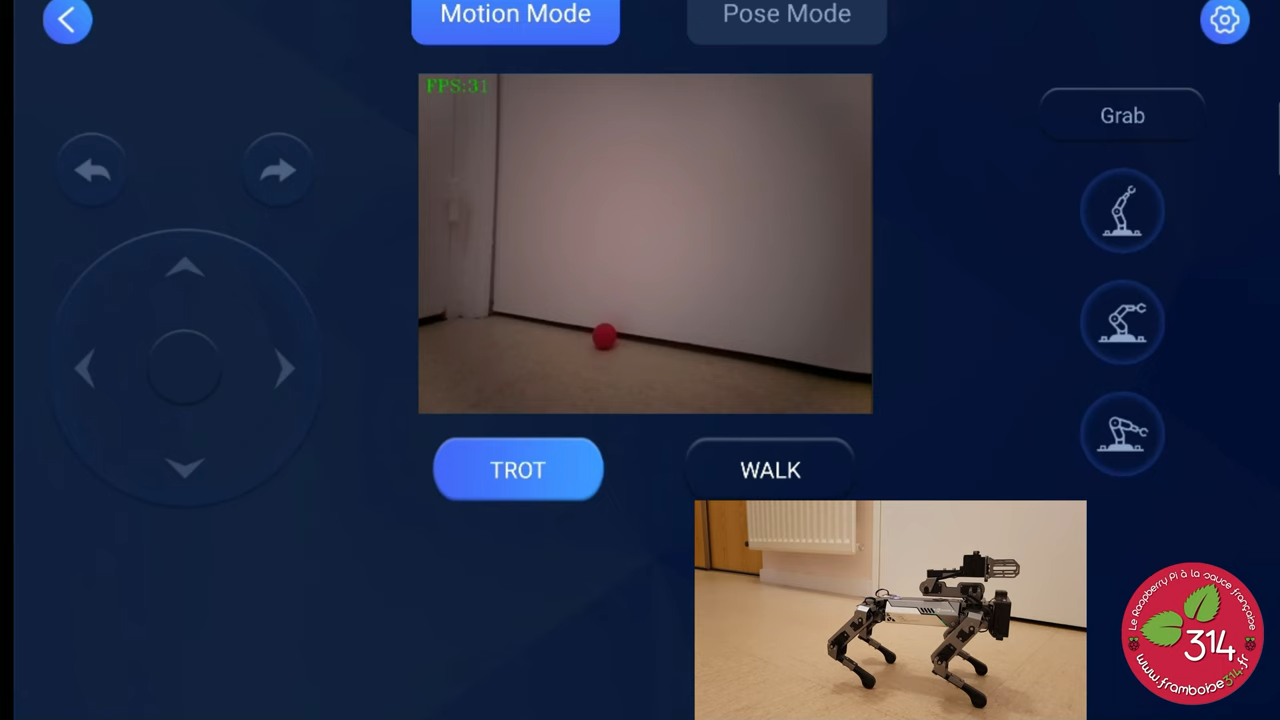 Motion Mode
Pose Mode
FPS:31
Grab
TROT
WALK
Le Raspberry Pi à la sauce française
314
www.framboise314.fr